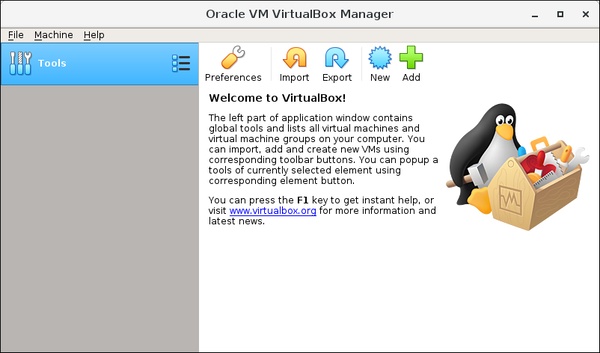 Oracle VM VirtualBox Manager
File Machine Help
Tools
Preferences Import Export New Add
Welcome to VirtualBox!
The left part of application window contains
global tools and lists all virtual machines and
virtual machine groups on your computer. You
can import, add and create new VMs using
corresponding toolbar buttons. You can popup a
tools of currently selected element using
corresponding element button.
You can press the F1 key to get instant help, or
visit www.virtualbox.org for more information and
latest news.